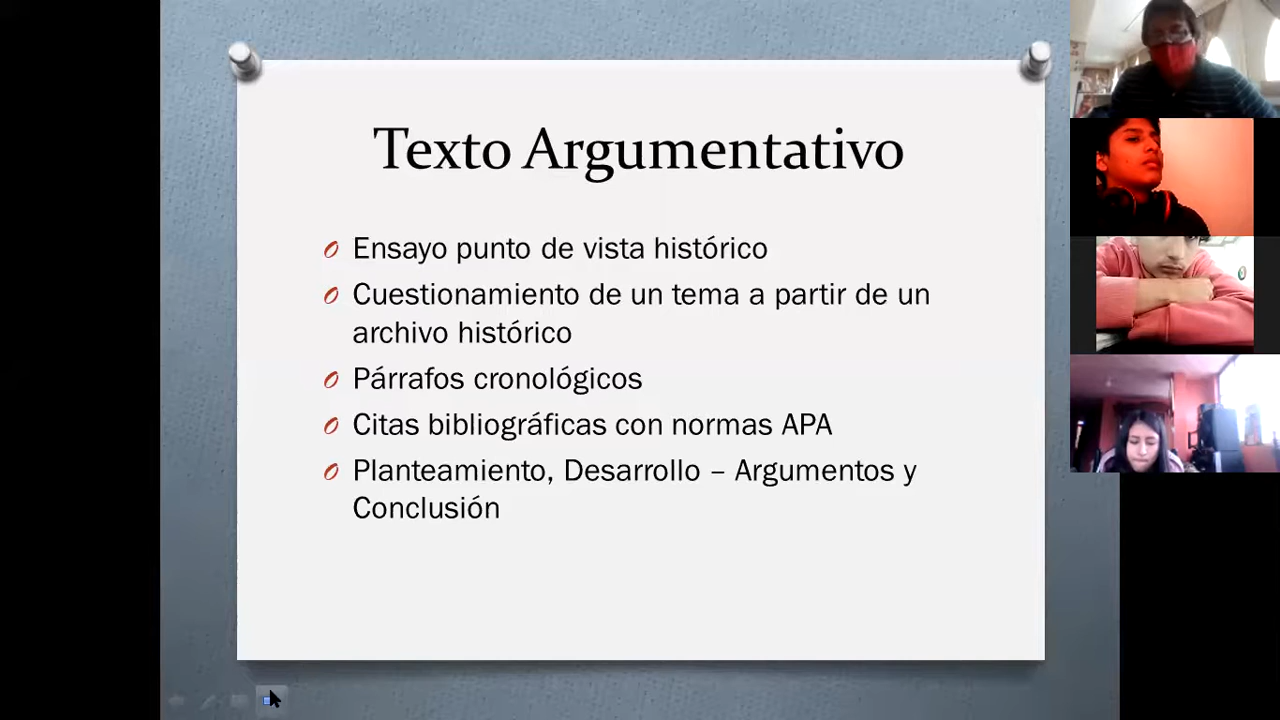 Texto Argumentativo
Ensayo punto de vista histórico
Cuestionamiento de un tema a partir de un
archivo histórico
Párrafos cronológicos
Citas bibliográficas con normas APA
Planteamiento, Desarrollo – Argumentos y
Conclusión